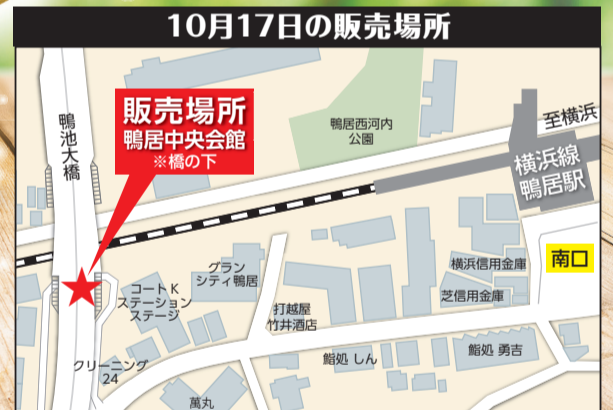 10月17日の販売場所
販売場所
鴨居中央会館
※橋の下
鴨池大橋
鴨居西河内
公園
至横浜
横浜線
鴨居駅
南口
グラン
シティ鴨居
コートK
ステーション
ステージ
横浜信用金庫
芝信用金庫
打越屋
竹井酒店
鮨処 しん
鮨処 勇吉
クリーニング
24
萬丸